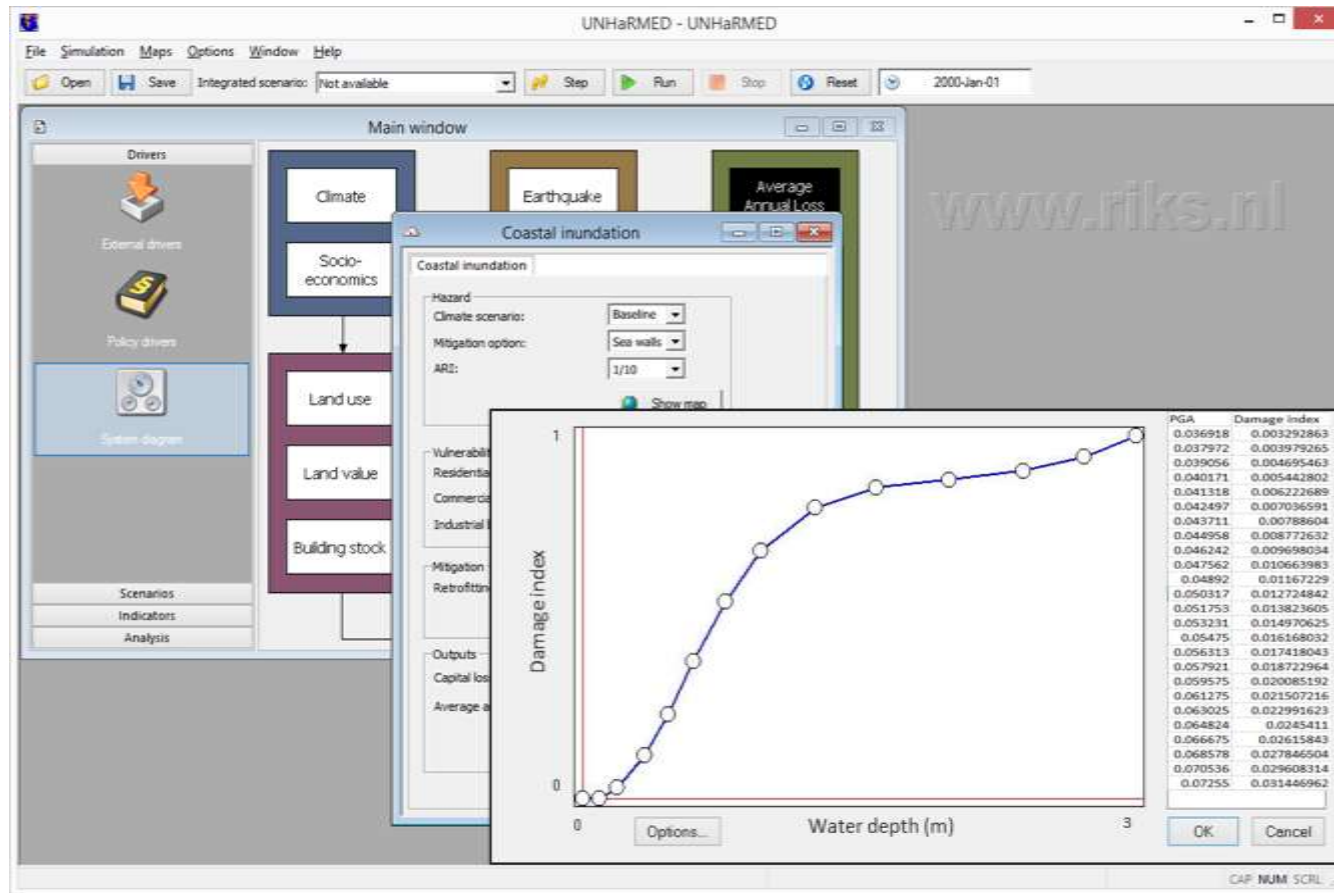 UNHaRMED - UNHaRMED
File Simulation Maps Options Window Help
Open Save Integrated scenario: Not available Step Run Stop Reset 2000-Jan-01
Main window
Drivers
External drivers
Policy drivers
System diagram
Scenarios
Indicators
Analysis
Climate
Socio-
economics
Land use
Land value
Building stock
Earthquake
Average
Annual Loss
www.riks.nl
Coastal inundation
Coastal inundation
Hazard
Climate scenario: Baseline
Mitigation option: Sea walls
ARI: 1/10
Show map
Mitigation
Outputs
1
Damage index
0
0 Water depth (m) 3
Options...
PGA Damage index
0.036918 0.003292863
0.037972 0.003979265
0.039056 0.004695463
0.040171 0.005442802
0.041318 0.006222689
0.042497 0.007036591
0.043711 0.00788604
0.044958 0.008772632
0.046242 0.009698034
0.047562 0.010663983
0.04892 0.01167229
0.050317 0.012724842
0.051753 0.013823605
0.053231 0.014970625
0.05475 0.016168032
0.056313 0.017418043
0.057921 0.018722964
0.059575 0.020085192
0.061275 0.021507216
0.063025 0.022991623
0.064824 0.0245411
0.066675 0.02615843
0.068578 0.027846504
0.070536 0.029608314
0.07255 0.031446962
OK Cancel
CAP NUM SCRL